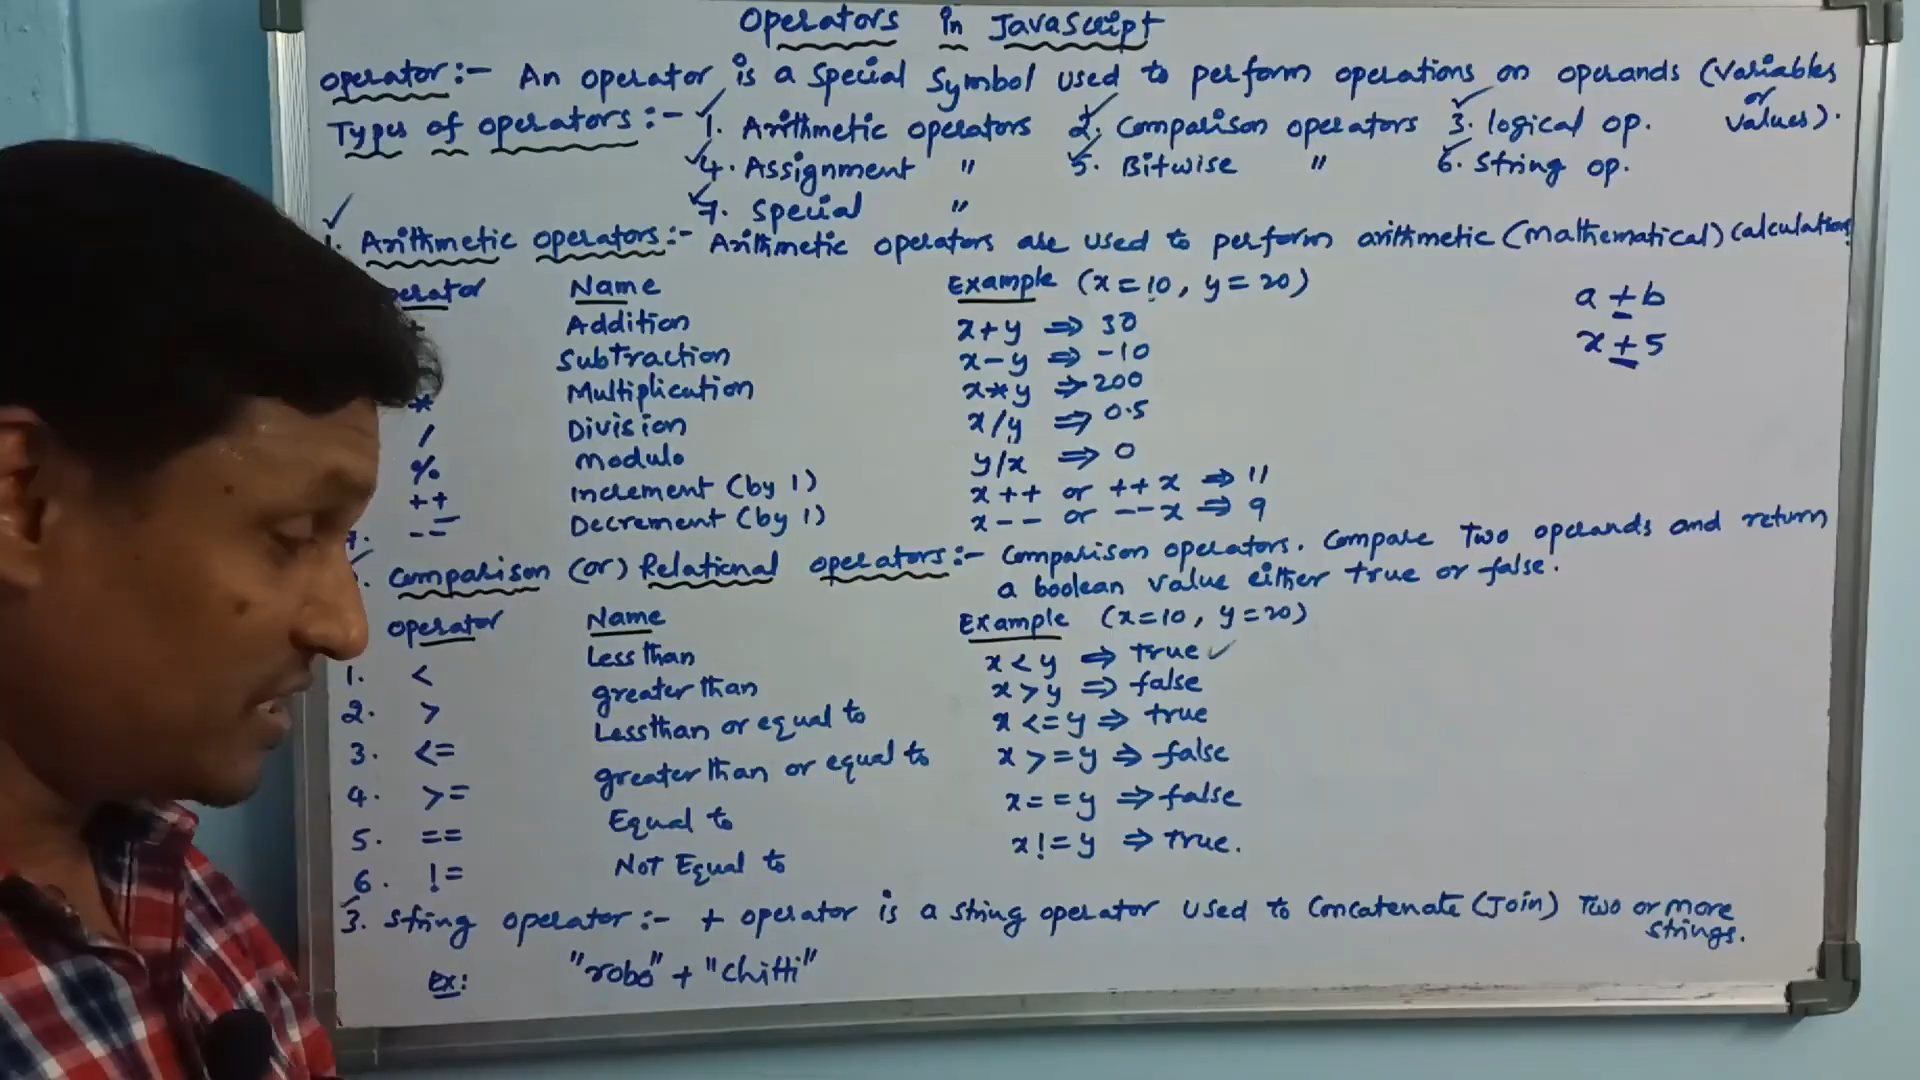 Operators in JavaScript
Operator:- An operator is a special symbol used to perform operations on operands (variables or values).
Types of operators:- 1. Arithmetic operators 2. Comparison operators 3. logical op.
4. Assignment " 5. Bitwise " 6. String op.
7. Special "
1. Arithmetic operators:- Arithmetic operators are used to perform arithmetic (mathematical) calculations
perator Name Example (x=10, y=20)
a+b
+ Addition x+y ⇒ 30
x+5
Subtraction x-y ⇒ -10
* Multiplication x*y ⇒ 200
/ Division x/y ⇒ 0.5
% Modulo y/x ⇒ 0
++ Increment (by 1) x++ or ++x ⇒ 11
7. -- Decrement (by 1) x-- or --x ⇒ 9
. Comparison (or) Relational operators:- Comparison operators. Compare Two operands and return
a boolean value either true or false.
operator Name Example (x=10, y=20)
1. < Less than x<y ⇒ true
2. > greater than x>y ⇒ false
3. <= Lessthan or equal to x<=y ⇒ true
4. >= greater than or equal to x>=y ⇒ false
5. == Equal to x==y ⇒ false
6. != Not Equal to x!=y ⇒ true.
3. string operator:- + operator is a string operator used to concatenate (Join) Two or more
strings.
Ex: "robo" + "chitti"